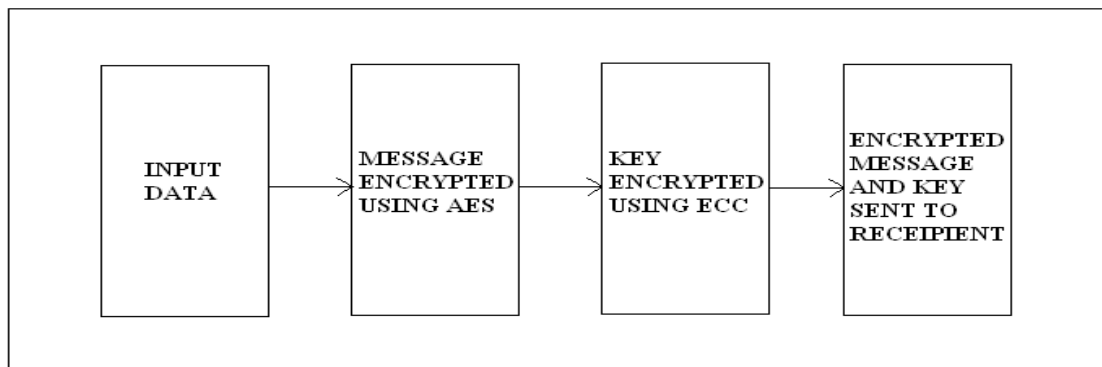 INPUT
DATA
MESSAGE
ENCRYPTED
USING AES
KEY
ENCRYPTED
USING ECC
ENCRYPTED
MESSAGE
AND KEY
SENT TO
RECEIPIENT